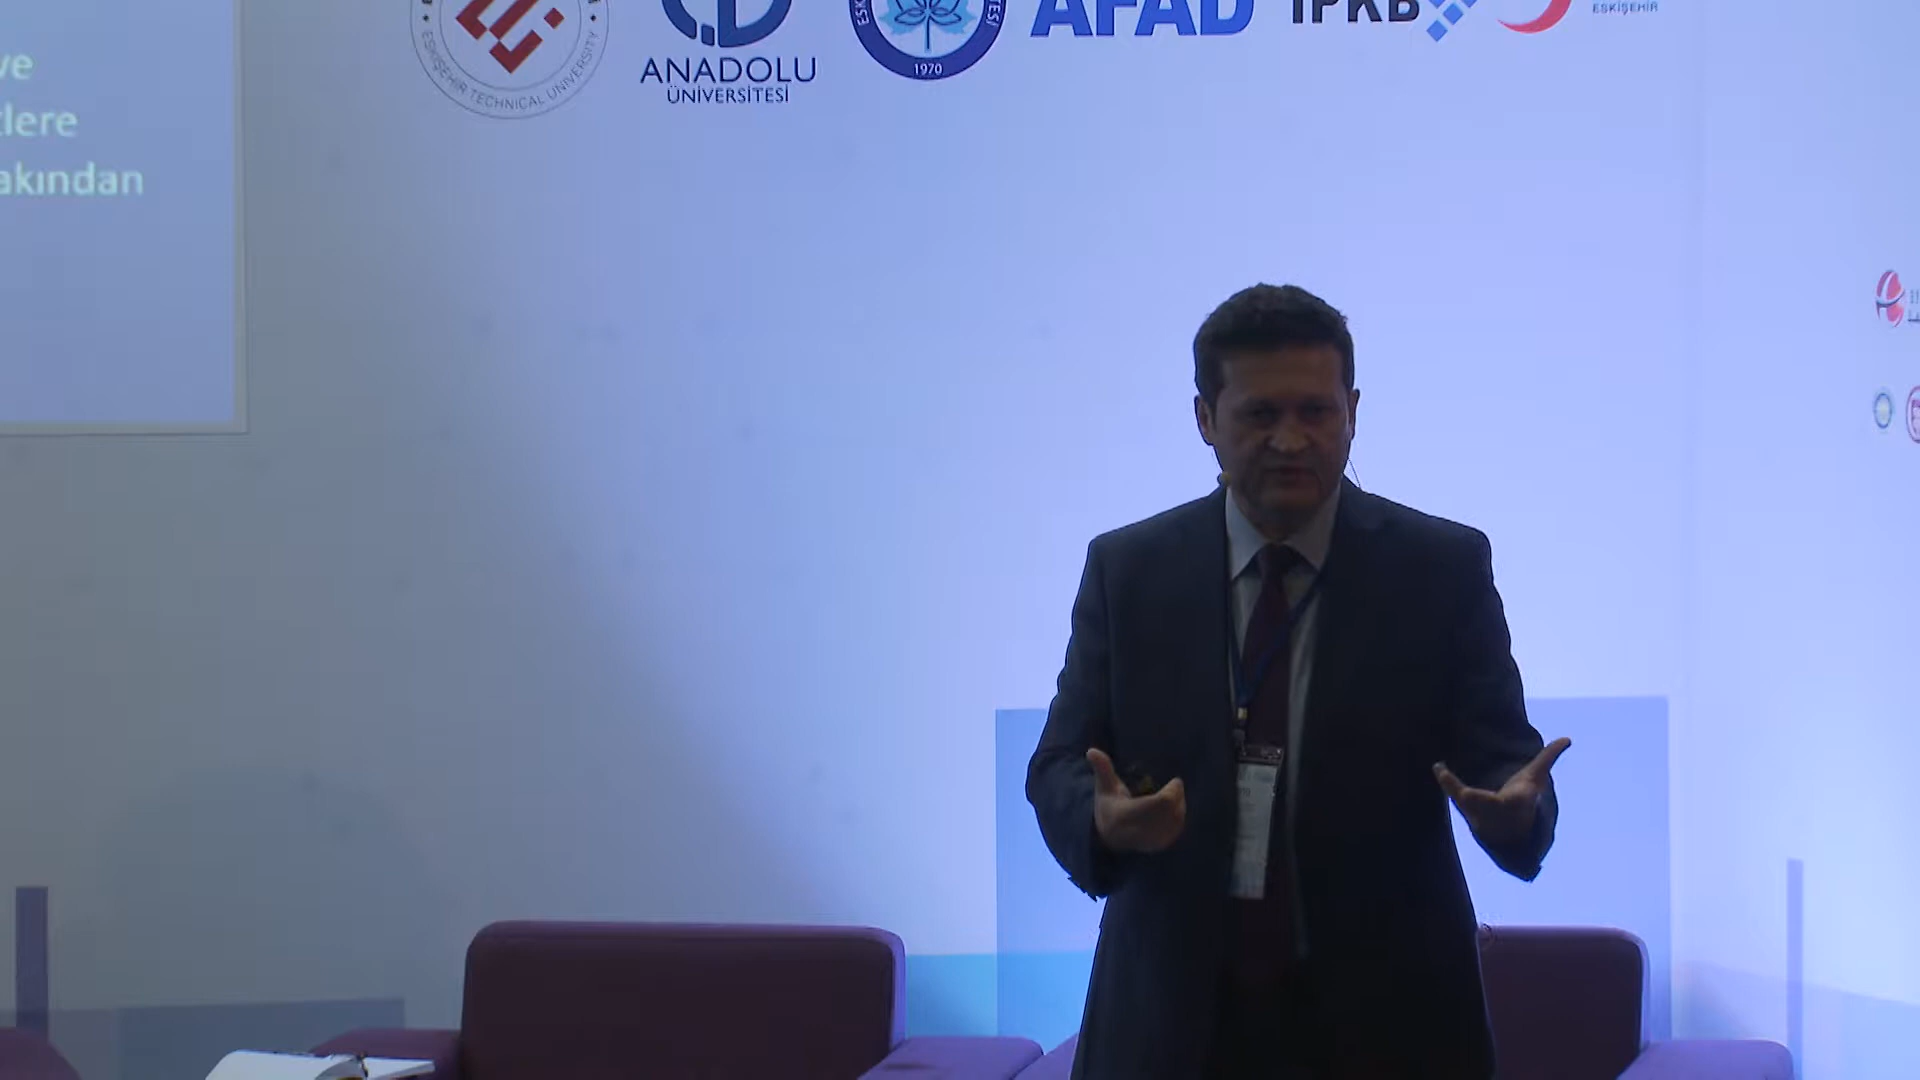 ve
lere
akından
ESKİŞEHİR TECHNICAL UNIVERSITY
ANADOLU
ÜNİVERSİTESİ
1970
AFAD
İPKB
ESKİŞEHİR